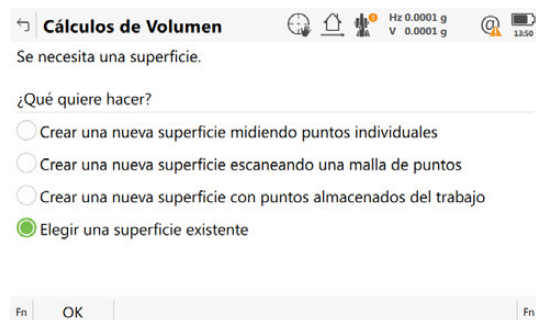 Cálculos de Volumen
Hz 0.0001 g
V 0.0001 g
13:50
Se necesita una superficie.
¿Qué quiere hacer?
Crear una nueva superficie midiendo puntos individuales
Crear una nueva superficie escaneando una malla de puntos
Crear una nueva superficie con puntos almacenados del trabajo
Elegir una superficie existente
Fn OK Fn